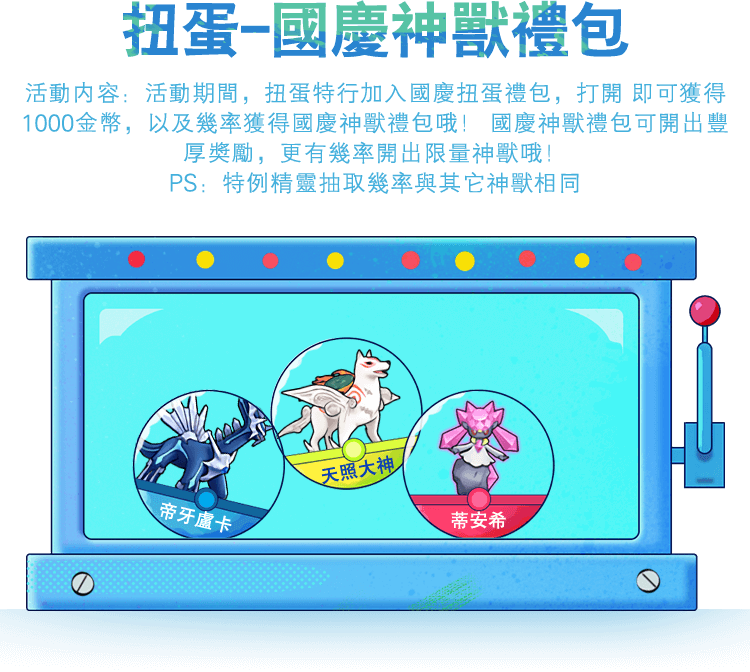 扭蛋-國慶神獸禮包
活動內容：活動期間，扭蛋特行加入國慶扭蛋禮包，打開 即可獲得
1000金幣，以及幾率獲得國慶神獸禮包哦！ 國慶神獸禮包可開出豐
厚獎勵，更有幾率開出限量神獸哦！
PS：特例精靈抽取幾率與其它神獸相同
天照大神
帝牙盧卡
蒂安希